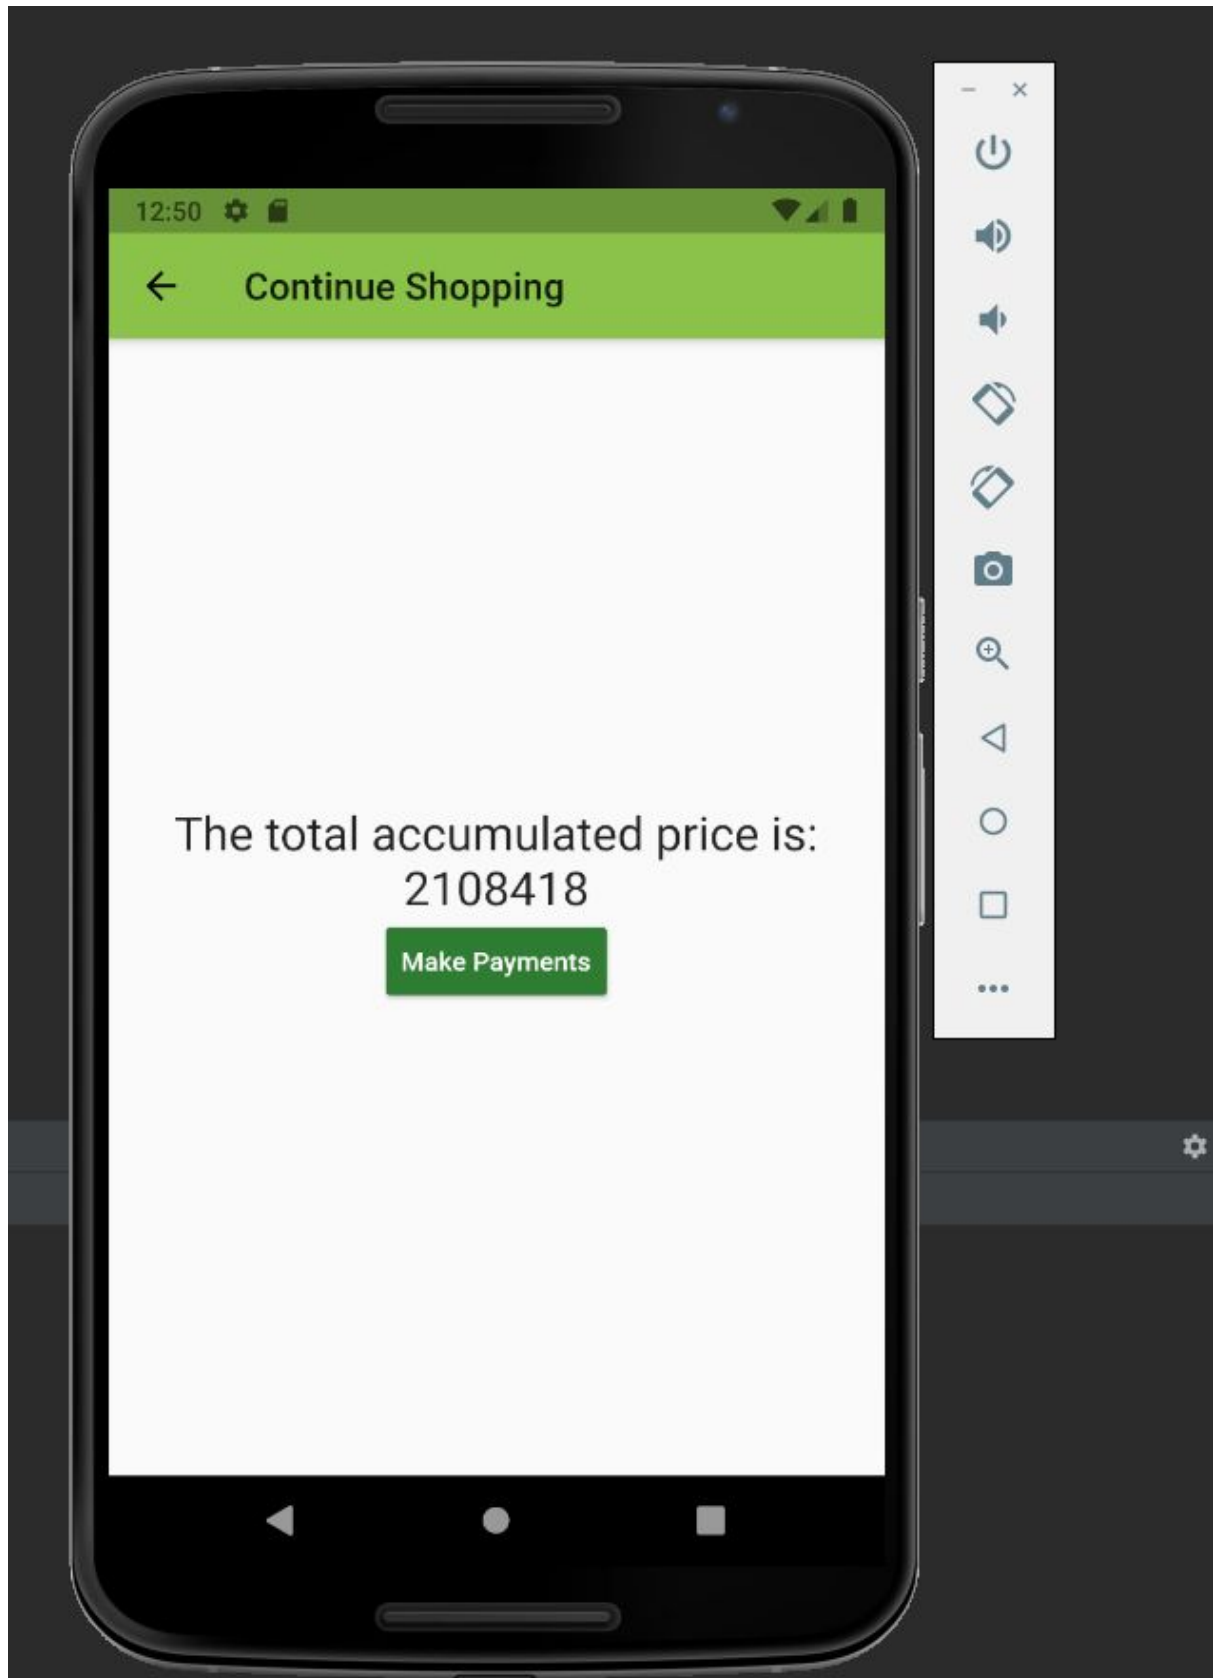 12:50
Continue Shopping
The total accumulated price is:
2108418
Make Payments